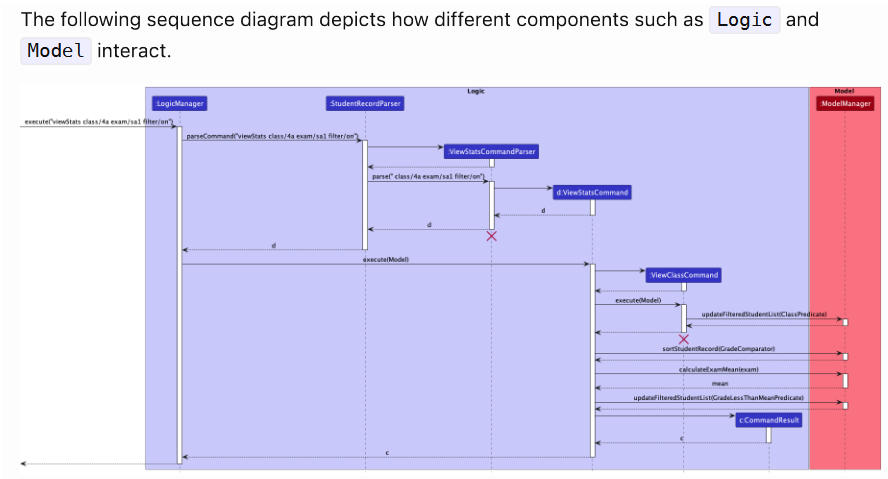 The following sequence diagram depicts how different components such as Logic and
Model interact.
Logic
Model
:LogicManager
:StudentRecordParser
:ModelManager
execute("viewStats class/4a exam/sa1 filter/on")
parseCommand("viewStats class/4a exam/sa1 filter/on")
:ViewStatsCommandParser
parse(" class/4a exam/sa1 filter/on")
d:ViewStatsCommand
d
d
d
execute(Model)
:ViewClassCommand
execute(Model)
updateFilteredStudentList(ClassPredicate)
sortStudentRecord(GradeComparator)
calculateExamMean(exam)
mean
updateFilteredStudentList(GradeLessThanMeanPredicate)
c:CommandResult
c
c